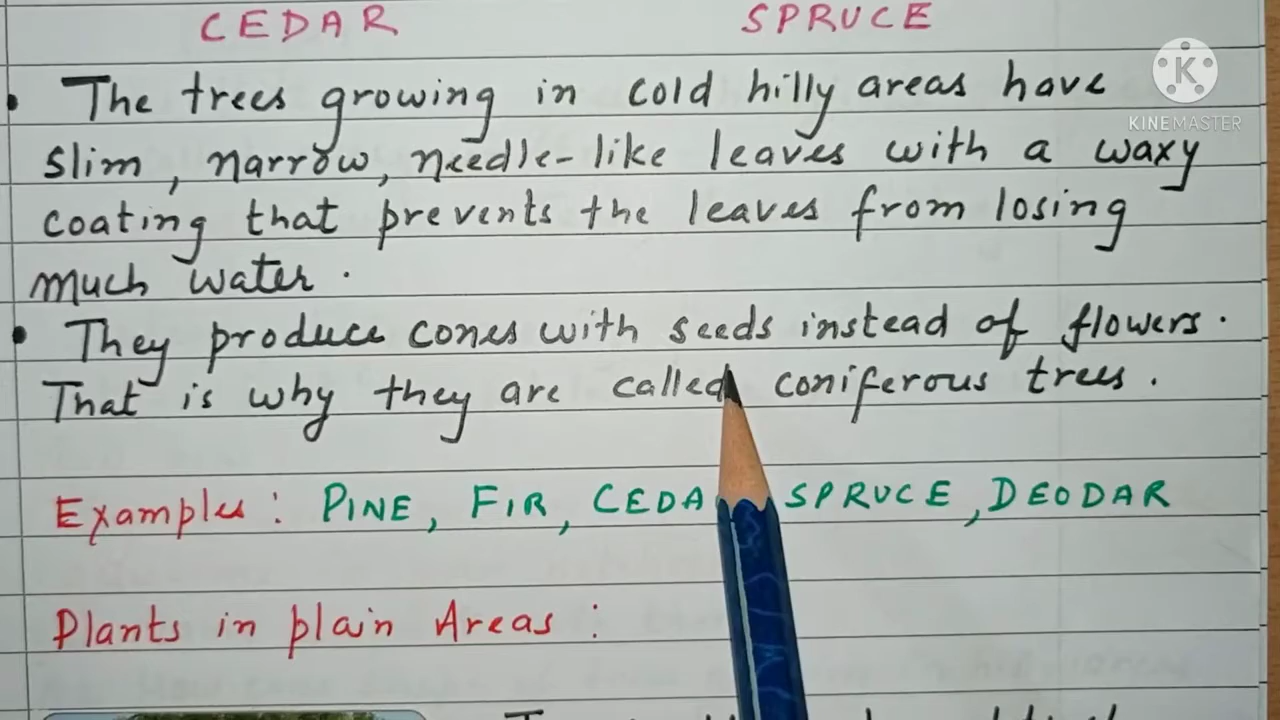 CEDAR SPRUCE
• The trees growing in cold hilly areas have
slim, narrow, needle-like leaves with a waxy
coating that prevents the leaves from losing
much water.
• They produce cones with seeds instead of flowers.
That is why they are called coniferous trees.
Examples: PINE, FIR, CEDA SPRUCE, DEODAR
Plants in plain Areas:
KINEMASTER